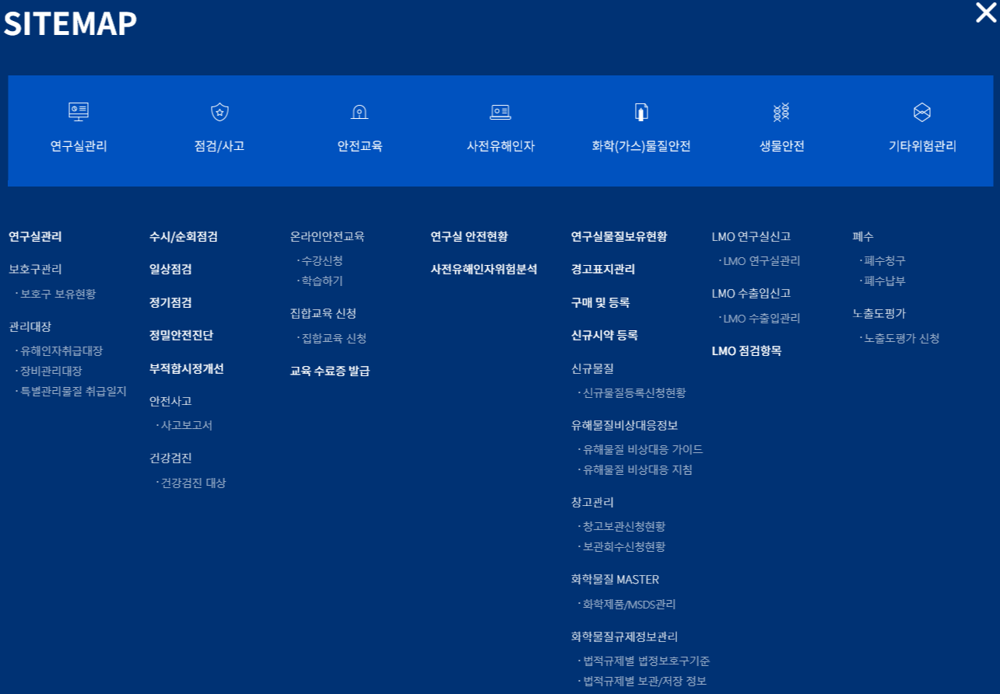 SITEMAP
연구실관리
점검/사고
안전교육
사전유해인자
화학(가스)물질안전
생물안전
기타위험관리
연구실관리
보호구관리
· 보호구 보유현황
관리대장
· 유해인자취급대장
· 장비관리대장
· 특별관리물질 취급일지
수시/순회점검
일상점검
정기점검
정밀안전진단
부적합시정개선
안전사고
· 사고보고서
건강검진
· 건강검진 대상
온라인안전교육
· 수강신청
· 학습하기
집합교육 신청
· 집합교육 신청
교육 수료증 발급
연구실 안전현황
사전유해인자위험분석
연구실물질보유현황
경고표지관리
구매 및 등록
신규시약 등록
신규물질
· 신규물질등록신청현황
유해물질비상대응정보
· 유해물질 비상대응 가이드
· 유해물질 비상대응 지침
창고관리
· 창고보관신청현황
· 보관회수신청현황
화학물질 MASTER
· 화학제품/MSDS관리
화학물질규제정보관리
· 법적규제별 법정보호구기준
· 법적규제별 보관/저장 정보
LMO 연구실신고
· LMO 연구실관리
LMO 수출입신고
· LMO 수출입관리
LMO 점검항목
폐수
· 폐수청구
· 폐수납부
노출도평가
· 노출도평가 신청